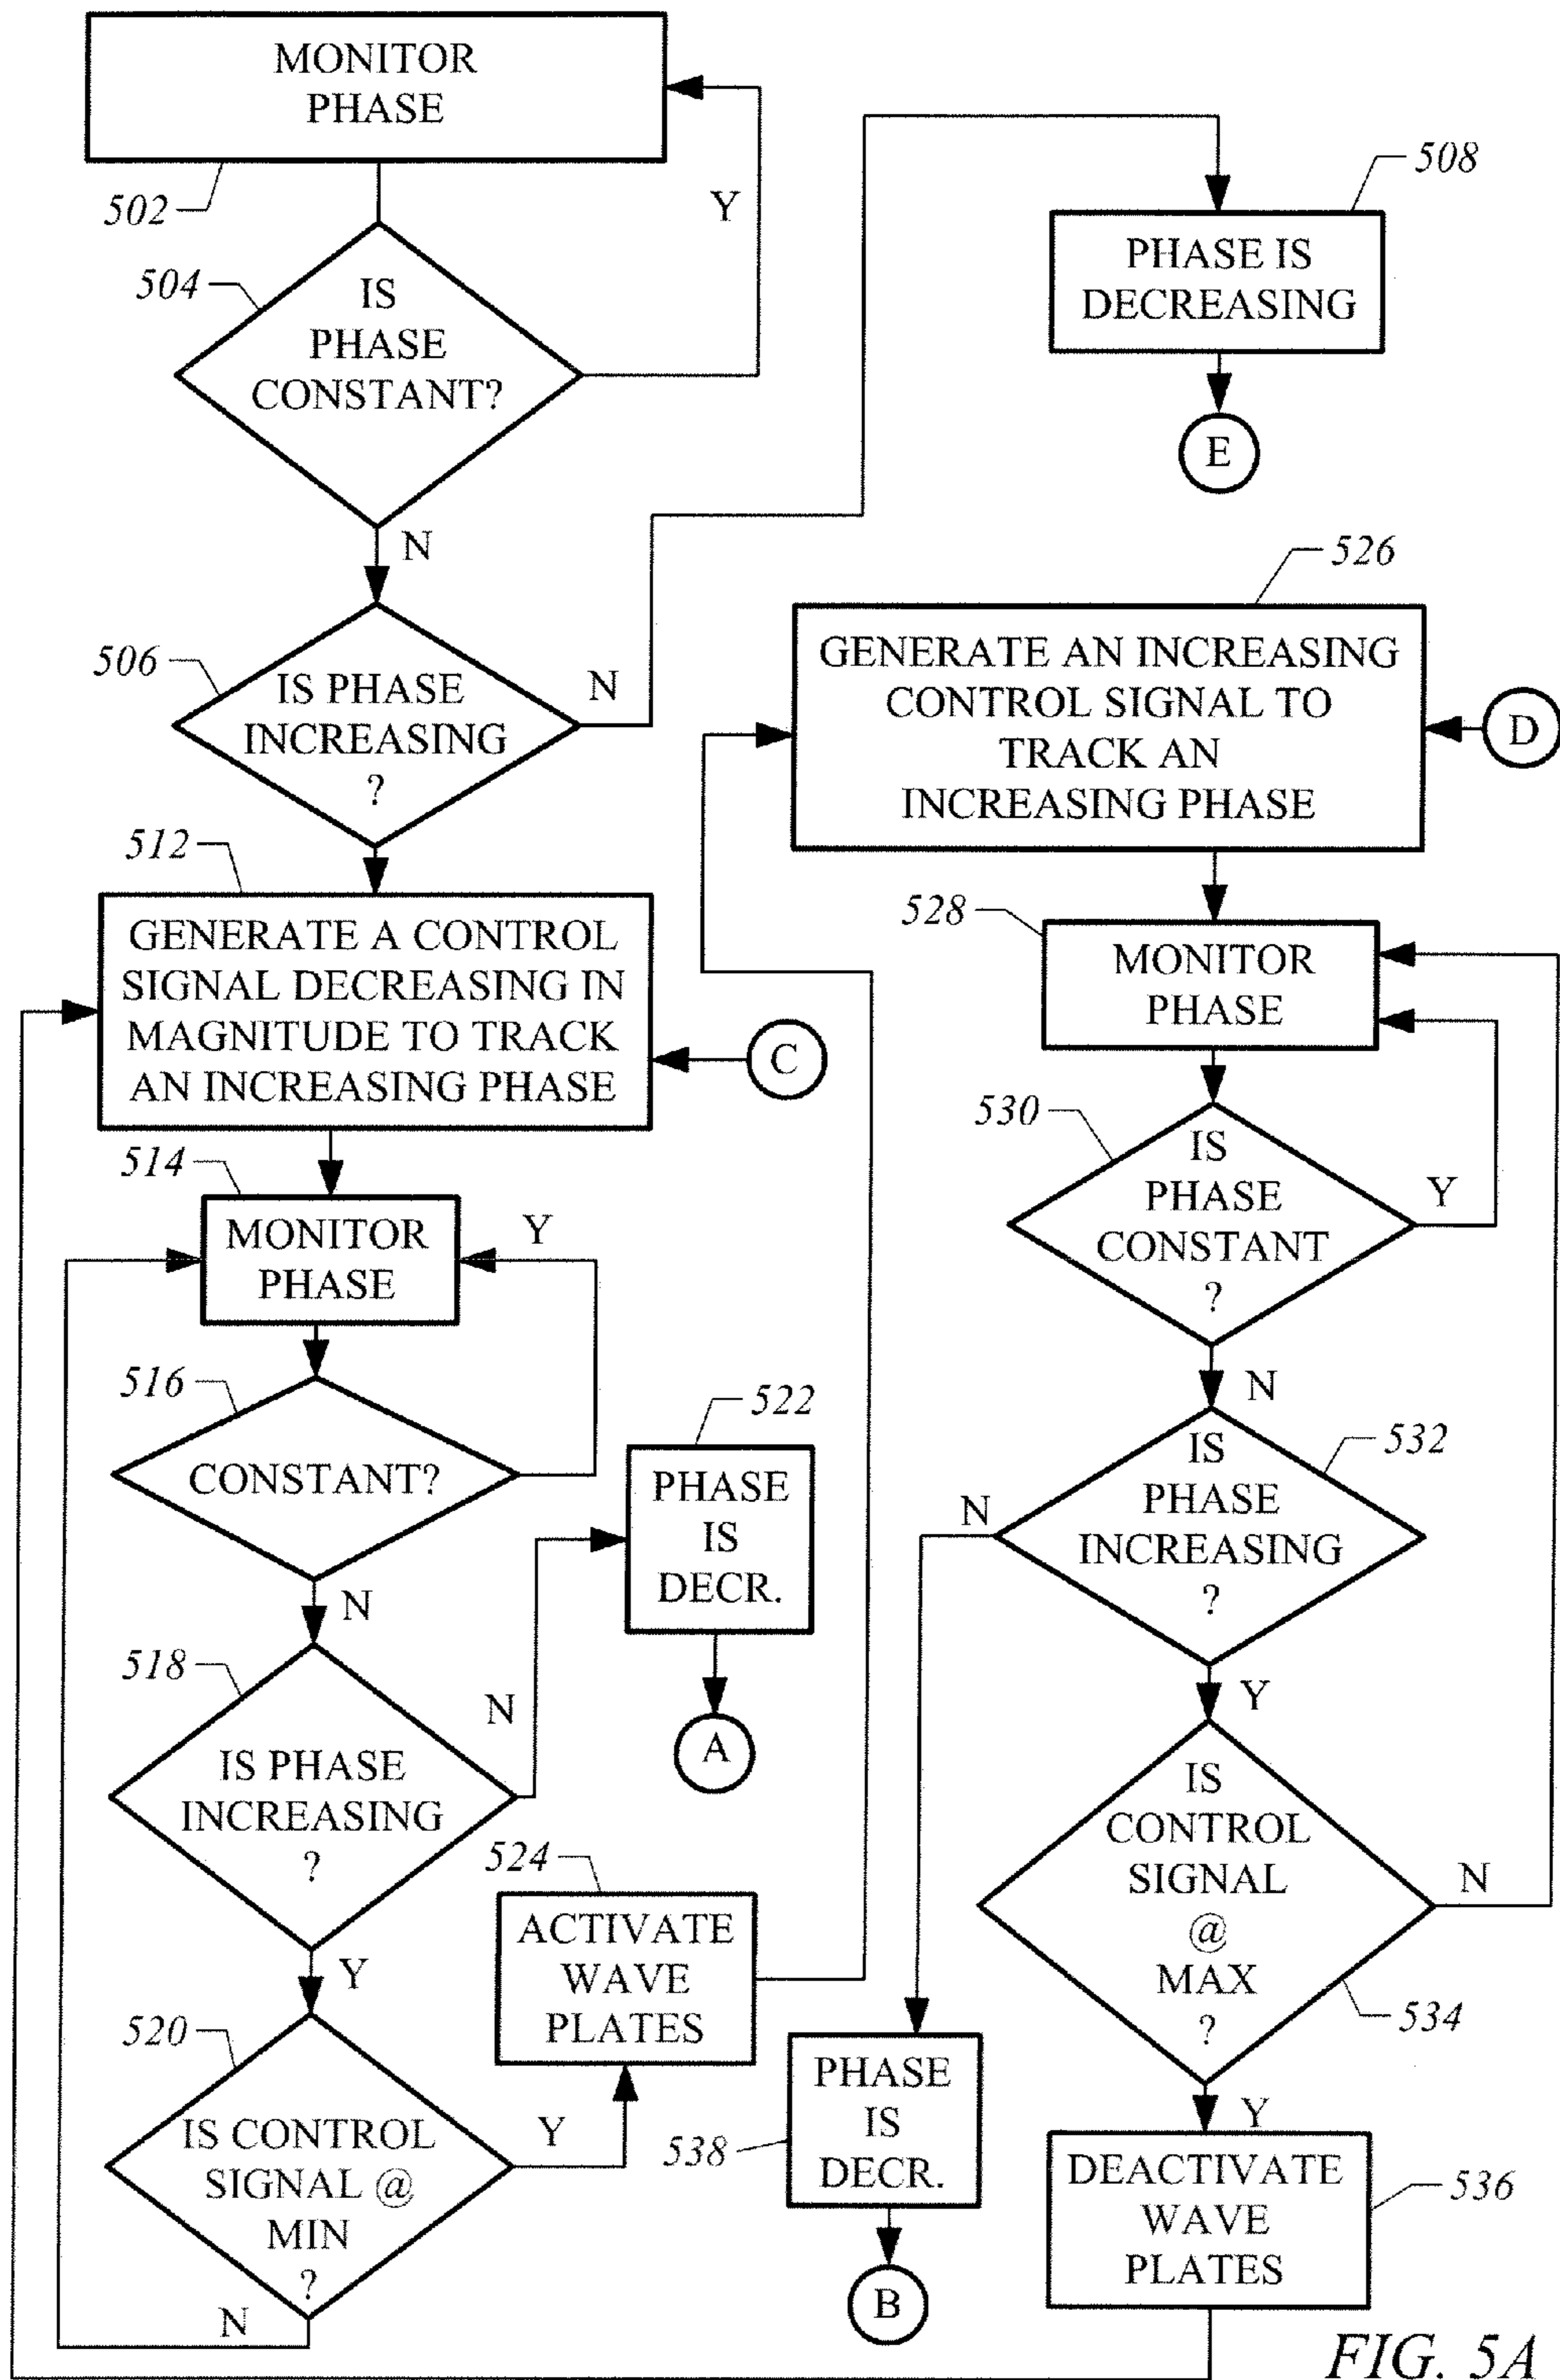 MONITOR
PHASE
502
Y
504
IS
PHASE
CONSTANT?
N
508
PHASE IS
DECREASING
E
506
IS PHASE
INCREASING
?
N
512
GENERATE A CONTROL
SIGNAL DECREASING IN
MAGNITUDE TO TRACK
AN INCREASING PHASE
C
514
MONITOR
PHASE
Y
516
CONSTANT?
N
522
PHASE
IS
DECR.
A
518
IS PHASE
INCREASING
?
N
Y
520
IS CONTROL
SIGNAL @
MIN
?
Y
N
524
ACTIVATE
WAVE
PLATES
526
GENERATE AN INCREASING
CONTROL SIGNAL TO
TRACK AN
INCREASING PHASE
D
528
MONITOR
PHASE
530
IS
PHASE
CONSTANT
?
Y
N
532
IS
PHASE
INCREASING
?
N
Y
534
IS
CONTROL
SIGNAL
@
MAX
?
N
Y
538
PHASE
IS
DECR.
B
536
DEACTIVATE
WAVE
PLATES
FIG. 5A